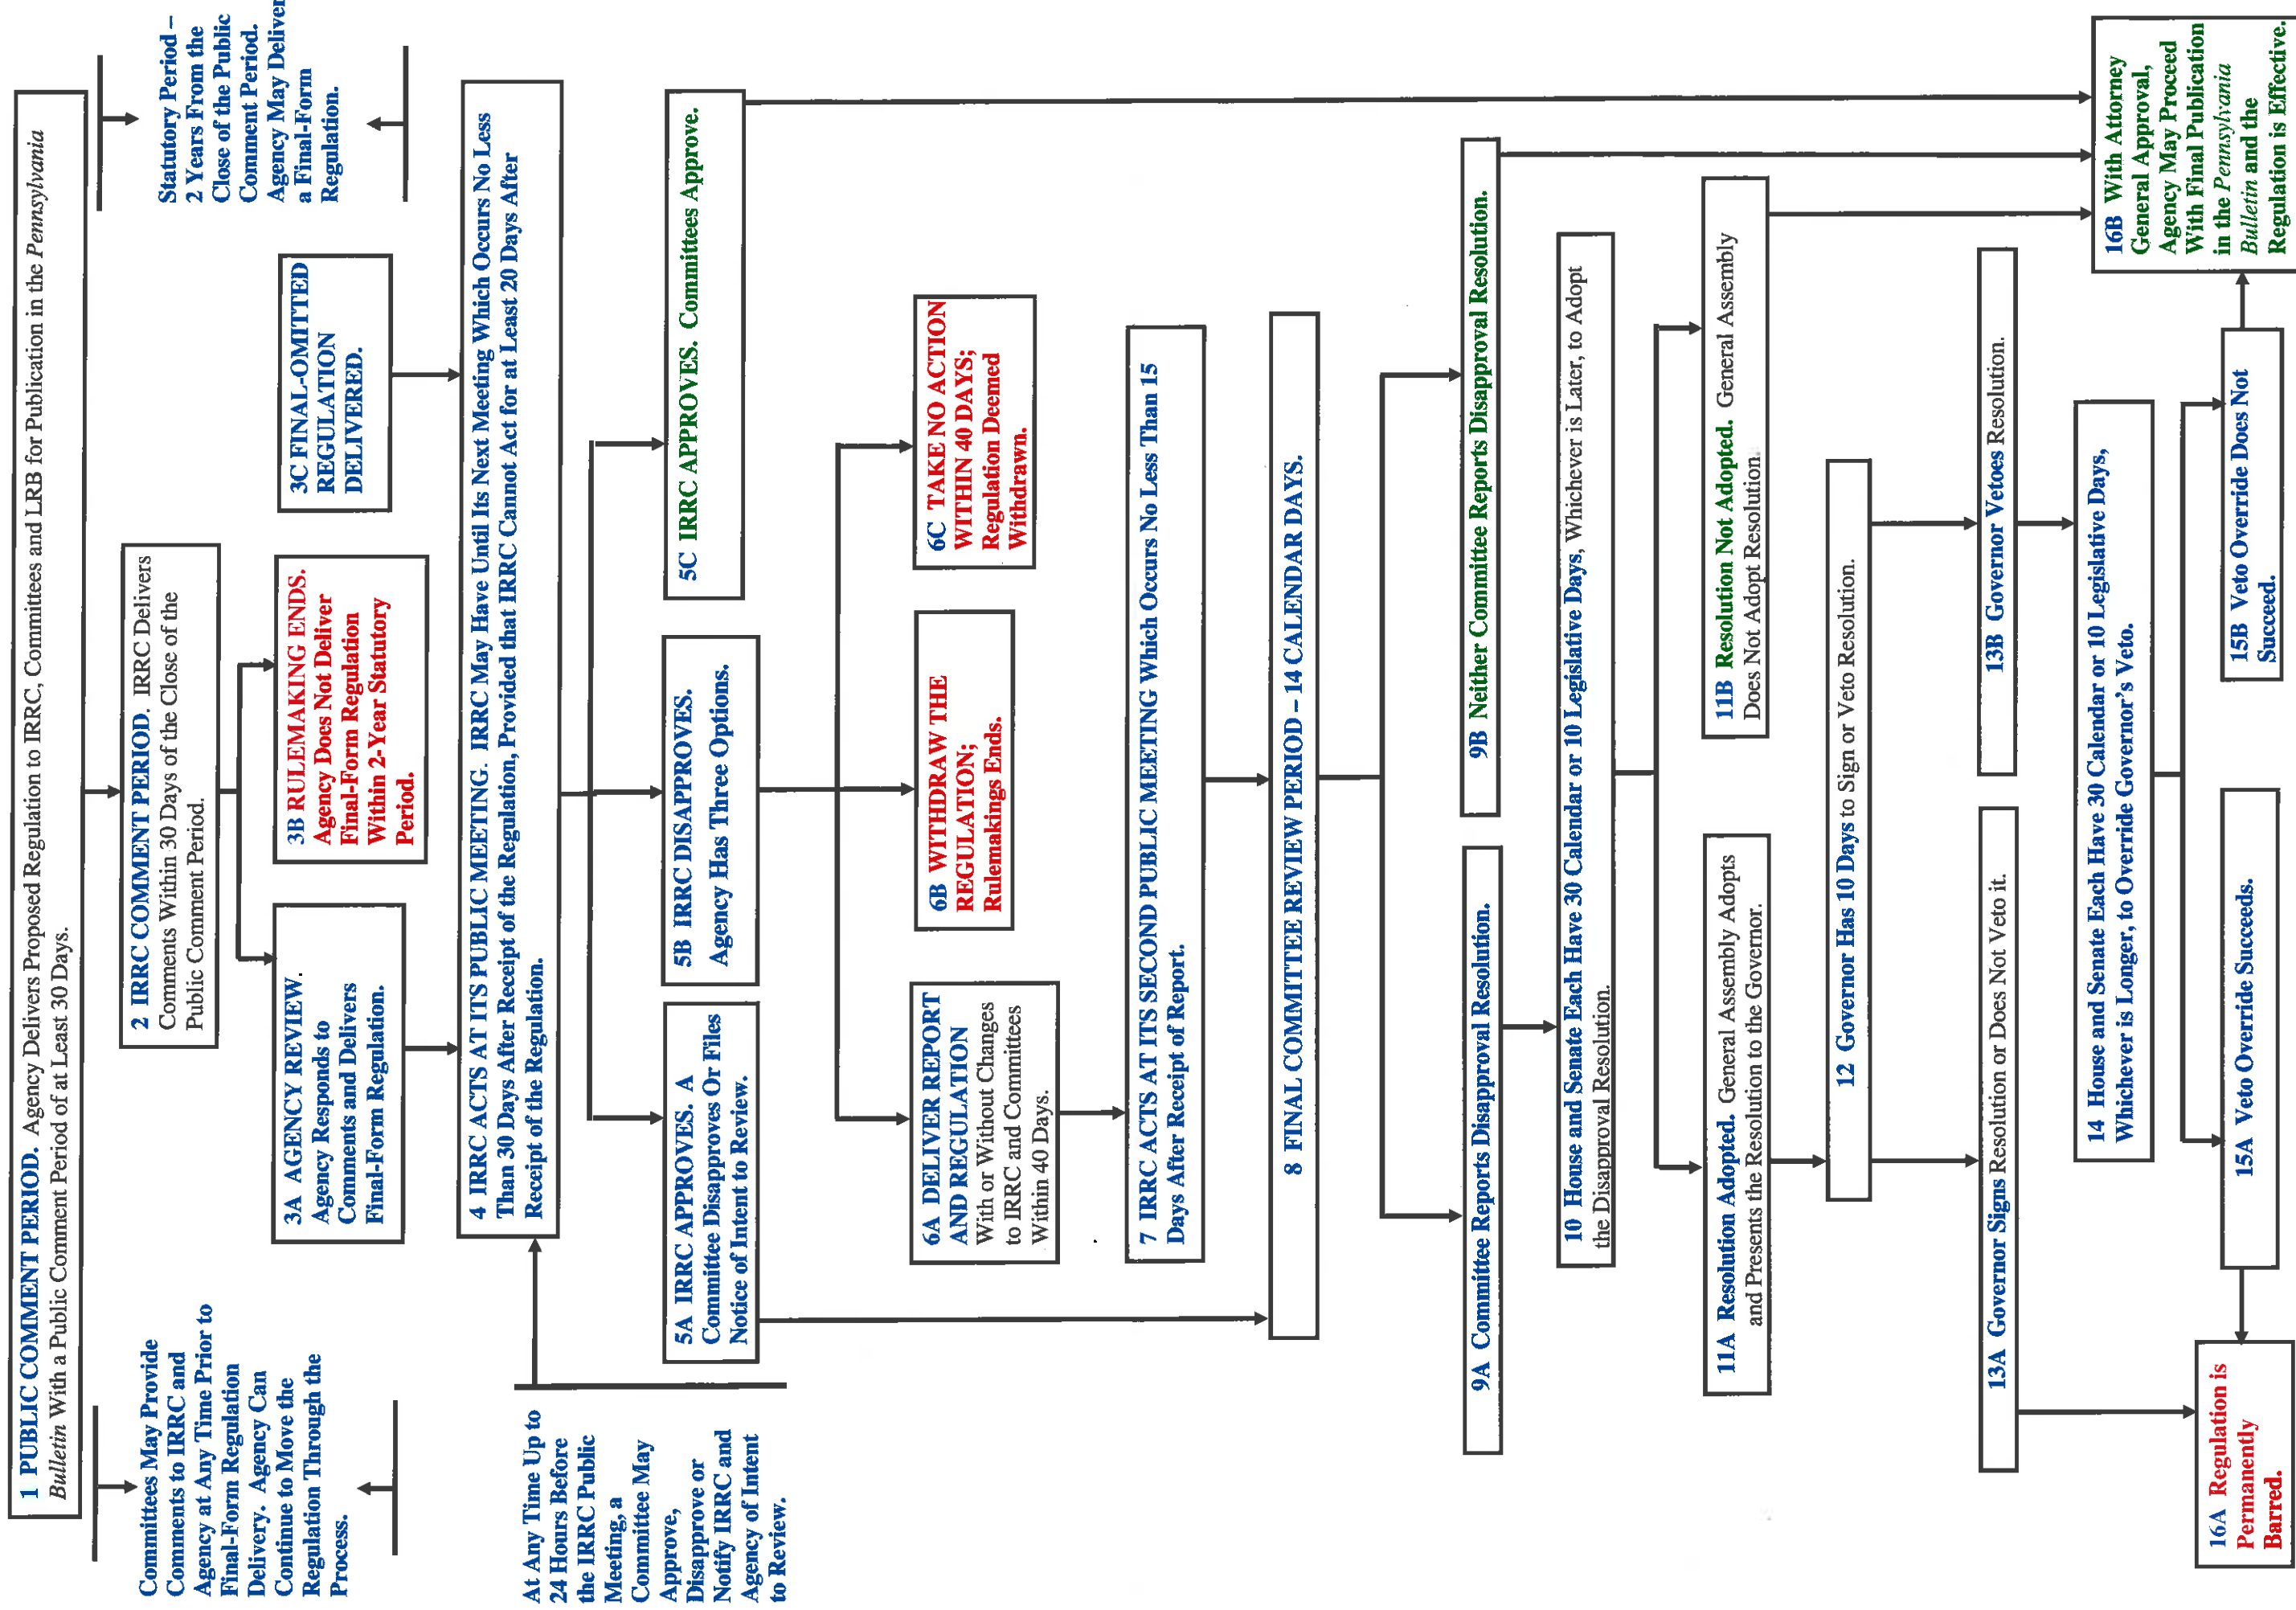 1 PUBLIC COMMENT PERIOD. Agency Delivers Proposed Regulation to IRRC, Committees and LRB for Publication in the Pennsylvania
Bulletin With a Public Comment Period of at Least 30 Days.
Committees May Provide
Comments to IRRC and
Agency at Any Time Prior to
Final-Form Regulation
Delivery. Agency Can
Continue to Move the
Regulation Through the
Process.
2 IRRC COMMENT PERIOD. IRRC Delivers
Comments Within 30 Days of the Close of the
Public Comment Period.
Statutory Period –
2 Years From the
Close of the Public
Comment Period.
Agency May Deliver
a Final-Form
Regulation.
3A AGENCY REVIEW.
Agency Responds to
Comments and Delivers
Final-Form Regulation.
3B RULEMAKING ENDS.
Agency Does Not Deliver
Final-Form Regulation
Within 2-Year Statutory
Period.
3C FINAL-OMITTED
REGULATION
DELIVERED.
4 IRRC ACTS AT ITS PUBLIC MEETING. IRRC May Have Until Its Next Meeting Which Occurs No Less
Than 30 Days After Receipt of the Regulation, Provided that IRRC Cannot Act for at Least 20 Days After
Receipt of the Regulation.
At Any Time Up to
24 Hours Before
the IRRC Public
Meeting, a
Committee May
Approve,
Disapprove or
Notify IRRC and
Agency of Intent
to Review.
5A IRRC APPROVES. A
Committee Disapproves Or Files
Notice of Intent to Review.
5B IRRC DISAPPROVES.
Agency Has Three Options.
5C IRRC APPROVES. Committees Approve.
6A DELIVER REPORT
AND REGULATION
With or Without Changes
to IRRC and Committees
Within 40 Days.
6B WITHDRAW THE
REGULATION;
Rulemakings Ends.
6C TAKE NO ACTION
WITHIN 40 DAYS;
Regulation Deemed
Withdrawn.
7 IRRC ACTS AT ITS SECOND PUBLIC MEETING Which Occurs No Less Than 15
Days After Receipt of Report.
8 FINAL COMMITTEE REVIEW PERIOD – 14 CALENDAR DAYS.
9A Committee Reports Disapproval Resolution.
9B Neither Committee Reports Disapproval Resolution.
10 House and Senate Each Have 30 Calendar or 10 Legislative Days, Whichever is Later, to Adopt
the Disapproval Resolution.
11A Resolution Adopted. General Assembly Adopts
and Presents the Resolution to the Governor.
11B Resolution Not Adopted. General Assembly
Does Not Adopt Resolution.
12 Governor Has 10 Days to Sign or Veto Resolution.
13A Governor Signs Resolution or Does Not Veto it.
13B Governor Vetoes Resolution.
14 House and Senate Each Have 30 Calendar or 10 Legislative Days,
Whichever is Longer, to Override Governor's Veto.
15A Veto Override Succeeds.
15B Veto Override Does Not
Succeed.
16A Regulation is
Permanently
Barred.
16B With Attorney
General Approval,
Agency May Proceed
With Final Publication
in the Pennsylvania
Bulletin and the
Regulation is Effective.